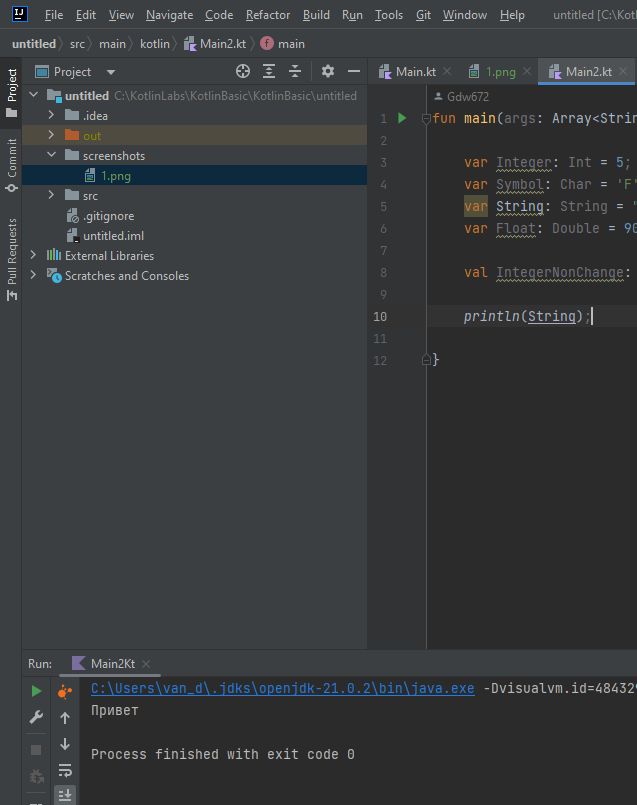 File Edit View Navigate Code Refactor Build Run Tools Git Window Help untitled [C:\Kotl
untitled src main kotlin Main2.kt main
Project
Main.kt 1.png Main2.kt
untitled C:\KotlinLabs\KotlinBasic\KotlinBasic\untitled
.idea
out
screenshots
1.png
src
.gitignore
untitled.iml
External Libraries
Scratches and Consoles
Project
Commit
Pull Requests
Gdw672
1 fun main(args: Array<Strin
2
3 var Integer: Int = 5;
4 var Symbol: Char = 'F'
5 var String: String = "
6 var Float: Double = 90
7
8 val IntegerNonChange:
9
10 println(String);
11
12 }
Run: Main2Kt
C:\Users\van_d\.jdks\openjdk-21.0.2\bin\java.exe -Dvisualvm.id=484329
Привет
Process finished with exit code 0